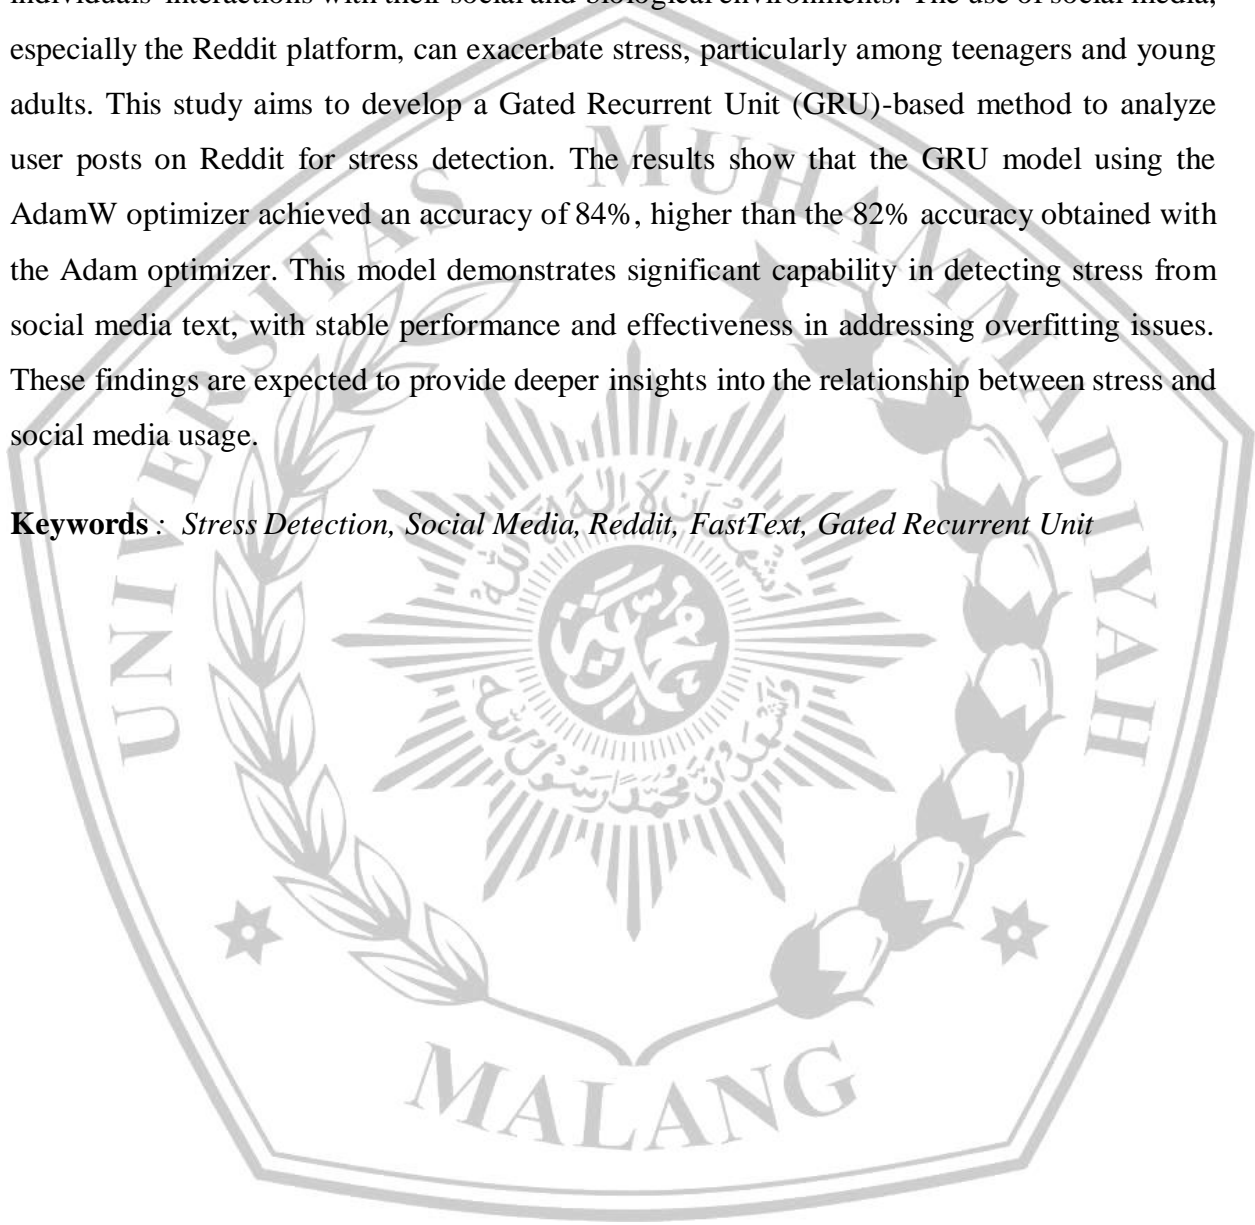 individuals' interactions with their social and biological environments. The use of social media,
especially the Reddit platform, can exacerbate stress, particularly among teenagers and young
adults. This study aims to develop a Gated Recurrent Unit (GRU)-based method to analyze
user posts on Reddit for stress detection. The results show that the GRU model using the
AdamW optimizer achieved an accuracy of 84%, higher than the 82% accuracy obtained with
the Adam optimizer. This model demonstrates significant capability in detecting stress from
social media text, with stable performance and effectiveness in addressing overfitting issues.
These findings are expected to provide deeper insights into the relationship between stress and
social media usage.
Keywords : Stress Detection, Social Media, Reddit, FastText, Gated Recurrent Unit
UNIVERSITAS MUHAMMADIYAH
MALANG